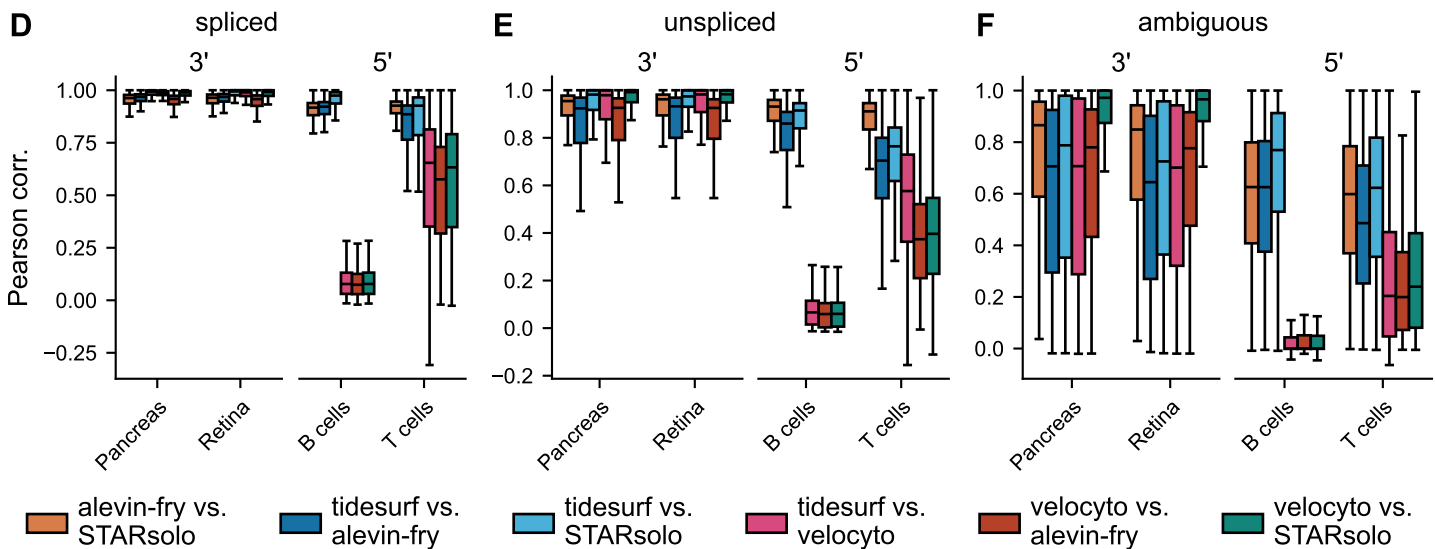 D spliced
3' 5'
Pearson corr.
1.00
0.75
0.50
0.25
0.00
−0.25
Pancreas
Retina
B cells
T cells
E unspliced
3' 5'
1.0
0.8
0.6
0.4
0.2
0.0
−0.2
Pancreas
Retina
B cells
T cells
F ambiguous
3' 5'
1.0
0.8
0.6
0.4
0.2
0.0
Pancreas
Retina
B cells
T cells
alevin-fry vs.
STARsolo
tidesurf vs.
alevin-fry
tidesurf vs.
STARsolo
tidesurf vs.
velocyto
velocyto vs.
alevin-fry
velocyto vs.
STARsolo